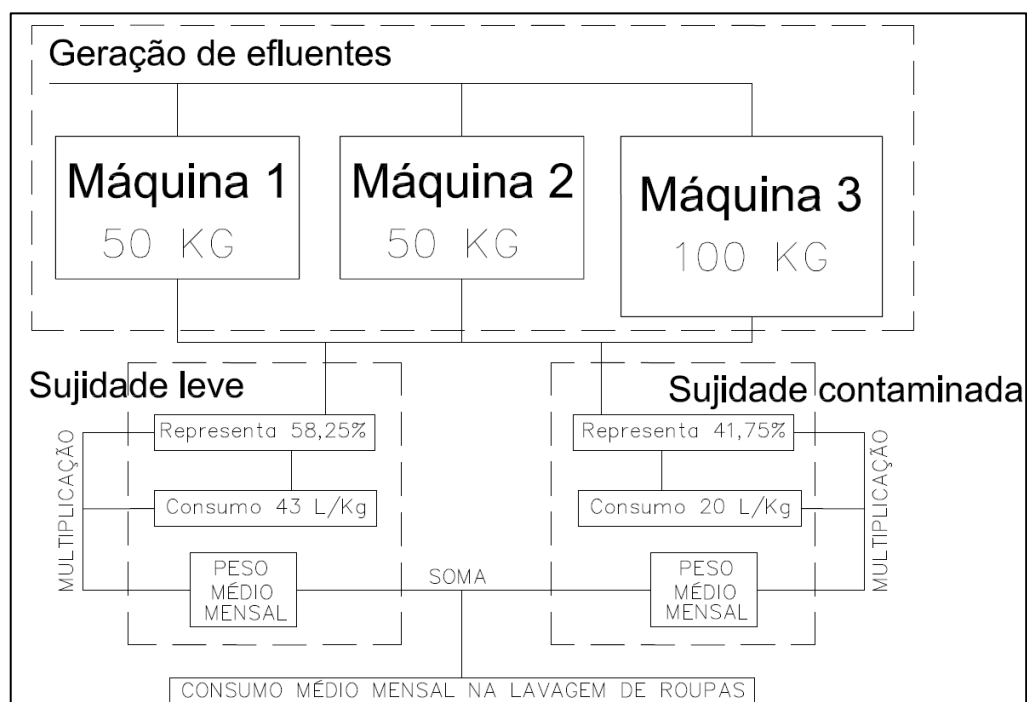 Geração de efluentes
Máquina 1
50 KG
Máquina 2
50 KG
Máquina 3
100 KG
Sujidade leve
Representa 58,25%
Consumo 43 L/Kg
PESO
MÉDIO
MENSAL
MULTIPLICAÇÃO
SOMA
Sujidade contaminada
Representa 41,75%
Consumo 20 L/Kg
PESO
MÉDIO
MENSAL
MULTIPLICAÇÃO
CONSUMO MÉDIO MENSAL NA LAVAGEM DE ROUPAS